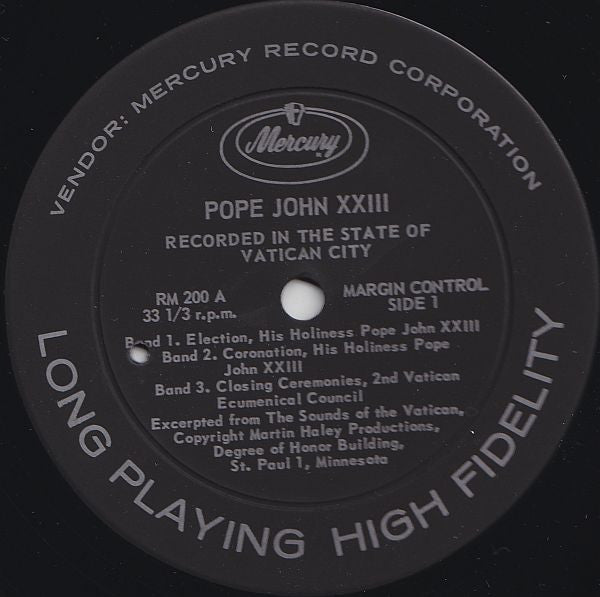 VENDOR: MERCURY RECORD CORPORATION
Mercury
POPE JOHN XXIII
RECORDED IN THE STATE OF
VATICAN CITY
RM 200 A
33 1/3 r.p.m.
MARGIN CONTROL
SIDE 1
Band 1. Election, His Holiness Pope John XXIII
Band 2. Coronation, His Holiness Pope
John XXIII
Band 3. Closing Ceremonies, 2nd Vatican
Ecumenical Council
Excerpted from The Sounds of the Vatican,
Copyright Martin Haley Productions,
Degree of Honor Building,
St. Paul 1, Minnesota
LONG PLAYING HIGH FIDELITY